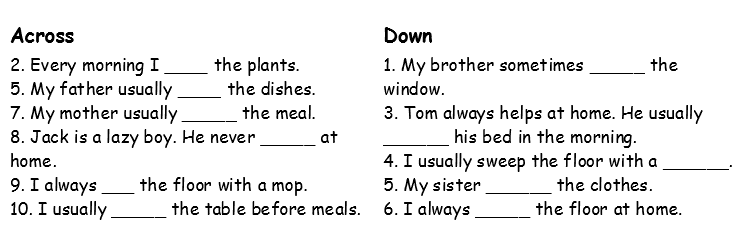 Across
2. Every morning I ____ the plants.
5. My father usually ____ the dishes.
7. My mother usually _____ the meal.
8. Jack is a lazy boy. He never _____ at
home.
9. I always ___ the floor with a mop.
10. I usually _____ the table before meals.
Down
1. My brother sometimes _____ the
window.
3. Tom always helps at home. He usually
______ his bed in the morning.
4. I usually sweep the floor with a ______.
5. My sister ______ the clothes.
6. I always _____ the floor at home.